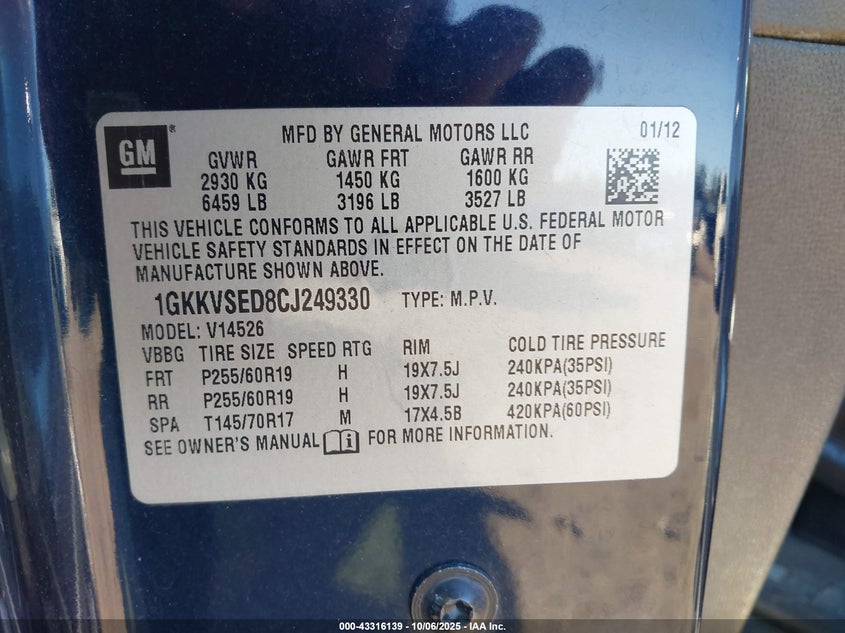 GM ® MFD BY GENERAL MOTORS LLC 01/12
GVWR GAWR FRT GAWR RR
2930 KG 1450 KG 1600 KG
6459 LB 3196 LB 3527 LB
THIS VEHICLE CONFORMS TO ALL APPLICABLE U.S. FEDERAL MOTOR
VEHICLE SAFETY STANDARDS IN EFFECT ON THE DATE OF
MANUFACTURE SHOWN ABOVE.
1GKKVSED8CJ249330 TYPE: M.P.V.
MODEL: V14526
VBBG TIRE SIZE SPEED RTG RIM COLD TIRE PRESSURE
FRT P255/60R19 H 19X7.5J 240KPA(35PSI)
RR P255/60R19 H 19X7.5J 240KPA(35PSI)
SPA T145/70R17 M 17X4.5B 420KPA(60PSI)
SEE OWNER'S MANUAL i FOR MORE INFORMATION.
000-43316139 - 10/06/2025 - IAA Inc.